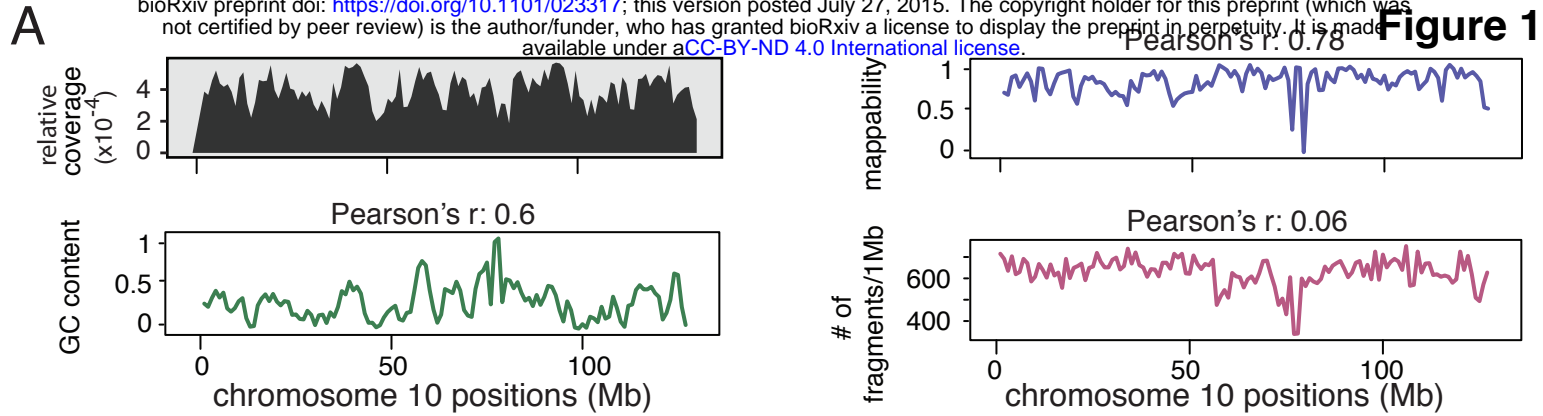 bioRxiv preprint doi: https://doi.org/10.1101/023317; this version posted July 27, 2015. The copyright holder for this preprint (which was
not certified by peer review) is the author/funder, who has granted bioRxiv a license to display the preprint in perpetuity. It is made
available under aCC-BY-ND 4.0 International license.
A
Figure 1
relative
coverage
(x10-4)
4
2
0
Pearson's r: 0.78
mappability
1
0.5
0
Pearson's r: 0.6
GC content
1
0.5
0
0
50
100
chromosome 10 positions (Mb)
Pearson's r: 0.06
# of
fragments/1Mb
600
400
0
50
100
chromosome 10 positions (Mb)